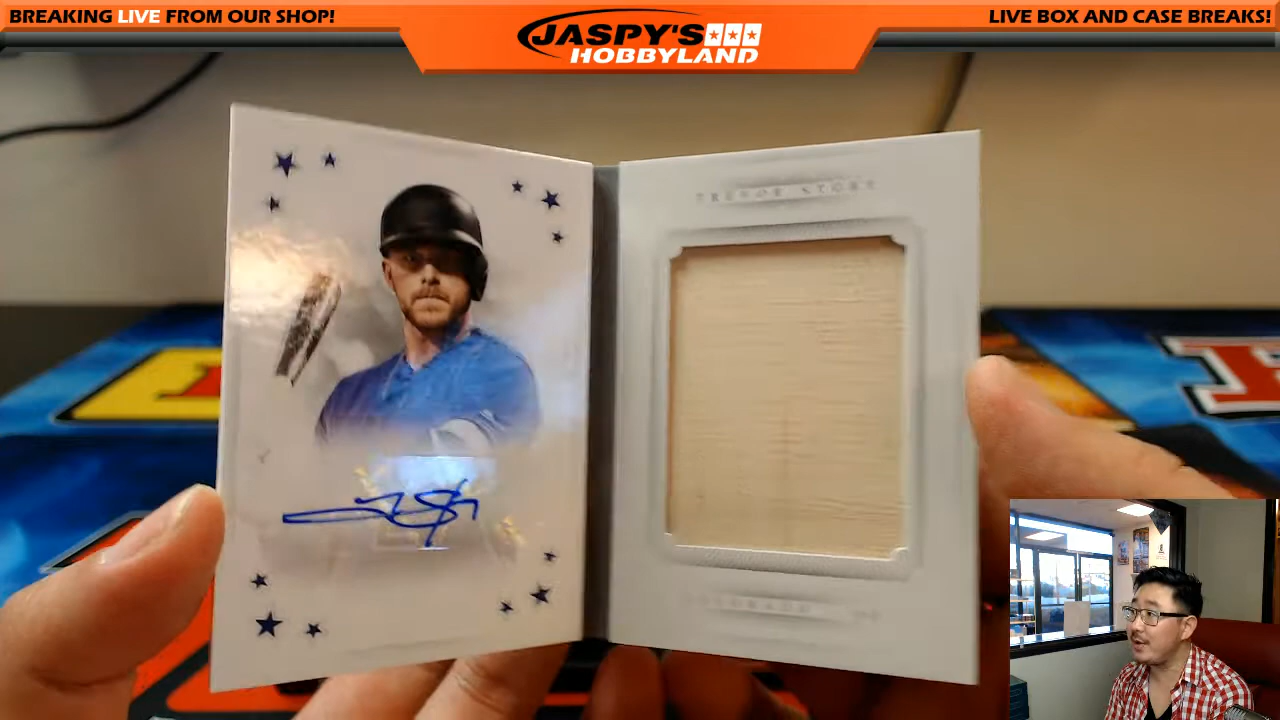 BREAKING LIVE FROM OUR SHOP!
JASPY'S
HOBBYLAND
LIVE BOX AND CASE BREAKS!
TREVOR STORY